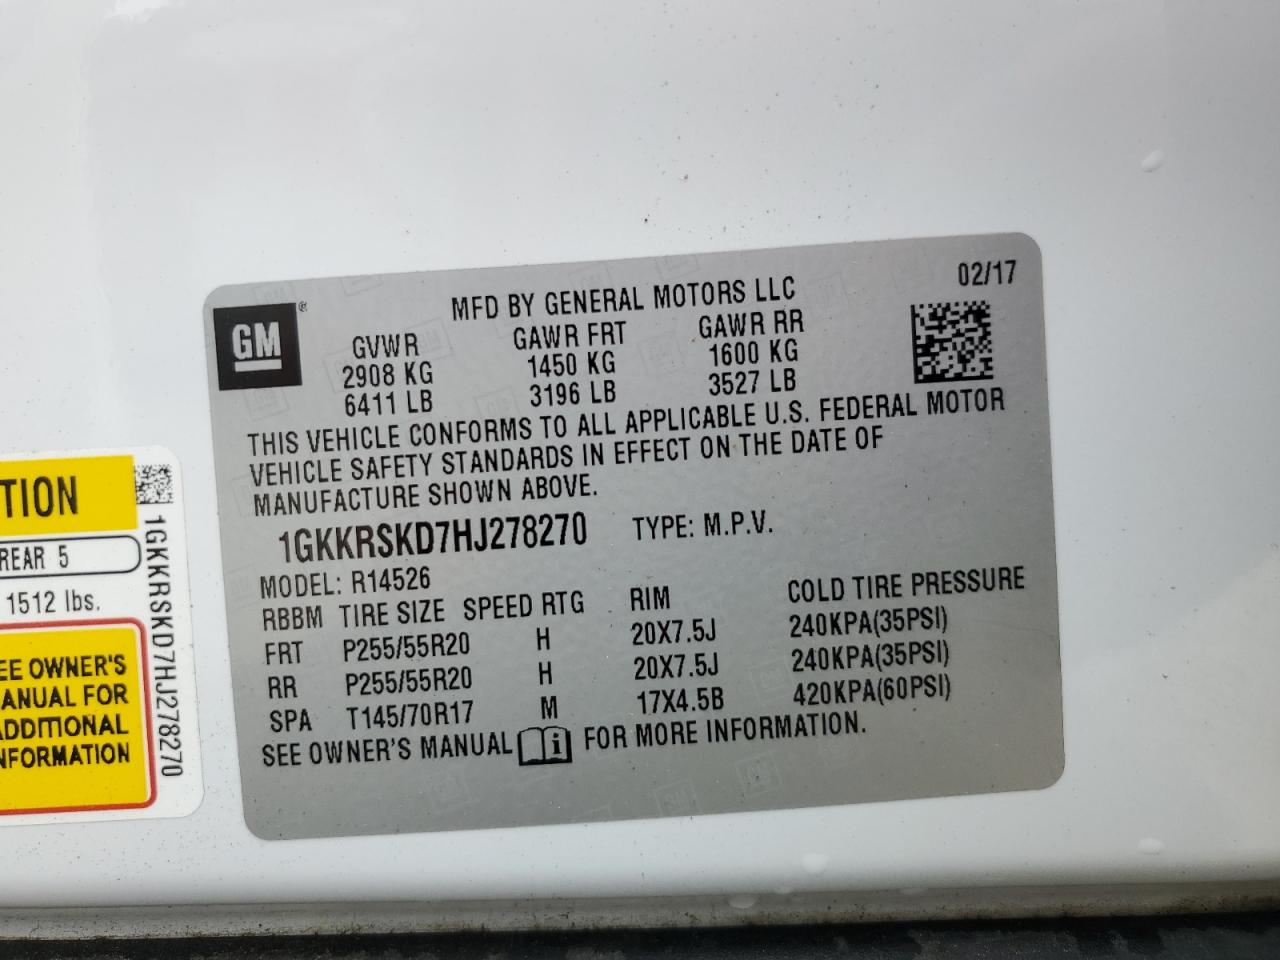 GM
®
MFD BY GENERAL MOTORS LLC
02/17
GVWR GAWR FRT GAWR RR
2908 KG 1450 KG 1600 KG
6411 LB 3196 LB 3527 LB
THIS VEHICLE CONFORMS TO ALL APPLICABLE U.S. FEDERAL MOTOR
VEHICLE SAFETY STANDARDS IN EFFECT ON THE DATE OF
MANUFACTURE SHOWN ABOVE.
1GKKRSKD7HJ278270 TYPE: M.P.V.
MODEL: R14526
RBBM TIRE SIZE SPEED RTG RIM COLD TIRE PRESSURE
FRT P255/55R20 H 20X7.5J 240KPA(35PSI)
RR P255/55R20 H 20X7.5J 240KPA(35PSI)
SPA T145/70R17 M 17X4.5B 420KPA(60PSI)
SEE OWNER'S MANUAL i FOR MORE INFORMATION.
TION
REAR 5
1512 lbs.
EE OWNER'S
ANUAL FOR
ADDITIONAL
NFORMATION
1GKKRSKD7HJ278270